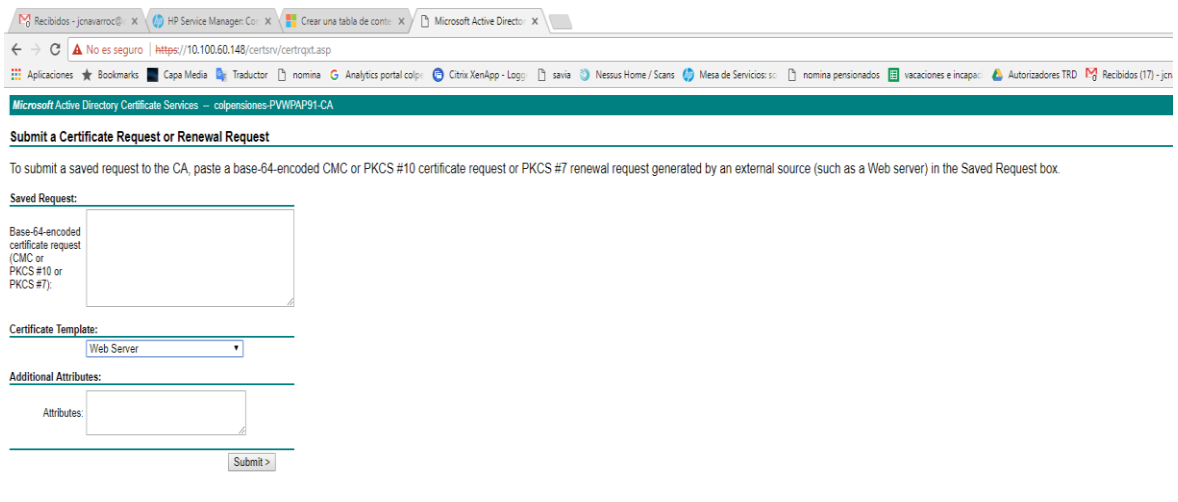 Recibidos - jcnavarroc@
HP Service Manager: Cor
Crear una tabla de conte
Microsoft Active Director
No es seguro | https://10.100.60.148/certsrv/certrqxt.asp
Aplicaciones Bookmarks Capa Media Traductor nomina Analytics portal colp Citrix XenApp - Logg savia Nessus Home / Scans Mesa de Servicios: so nomina pensionados vacaciones e incapac Autorizadores TRD Recibidos (17) - jcn
Microsoft Active Directory Certificate Services -- colpensiones-PVWPAP91-CA
Submit a Certificate Request or Renewal Request
To submit a saved request to the CA, paste a base-64-encoded CMC or PKCS #10 certificate request or PKCS #7 renewal request generated by an external source (such as a Web server) in the Saved Request box.
Saved Request:
Base-64-encoded
certificate request
(CMC or
PKCS #10 or
PKCS #7):
Certificate Template:
Web Server
Additional Attributes:
Attributes:
Submit >